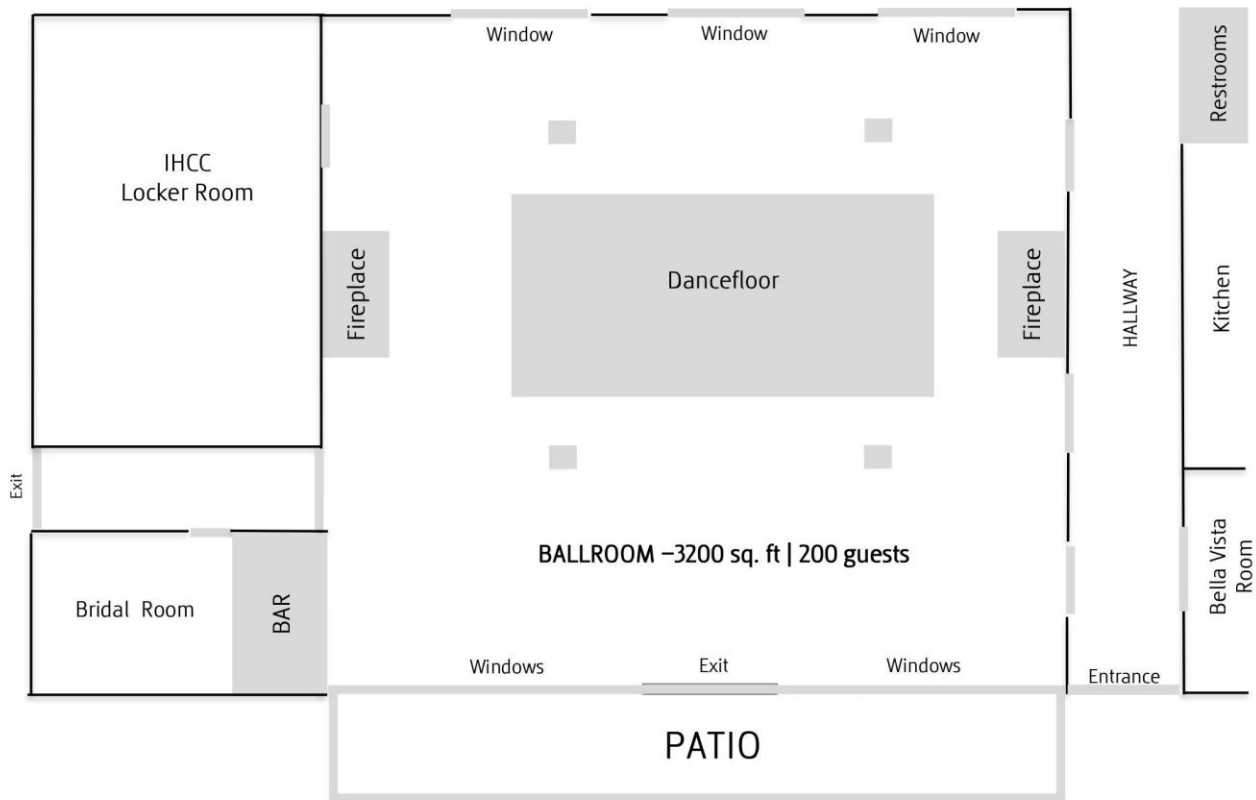 Window
Window
Window
Restrooms
IHCC
Locker Room
Fireplace
Dancefloor
Fireplace
HALLWAY
Kitchen
Exit
BALLROOM –3200 sq. ft | 200 guests
Bridal Room
BAR
Bella Vista
Room
Windows
Exit
Windows
Entrance
PATIO